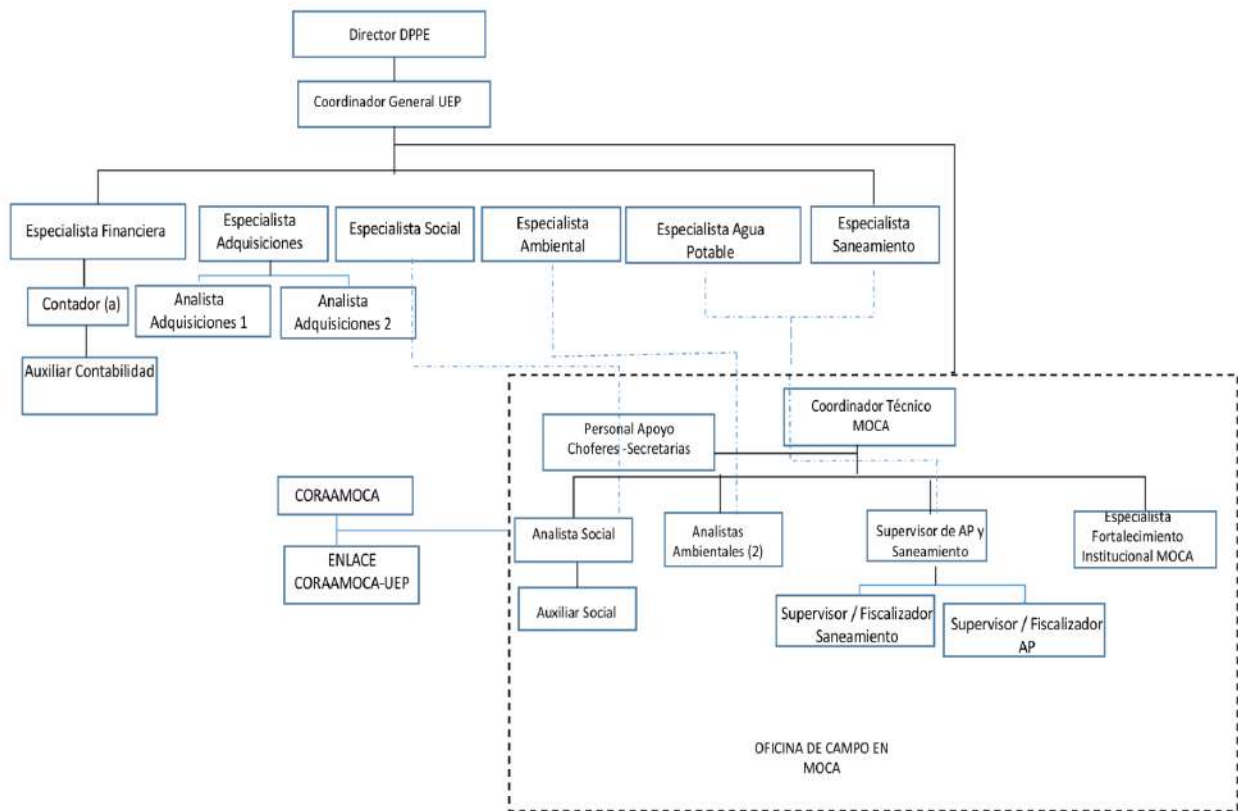 Director DPPE
Coordinador General UEP
Especialista Financiera
Especialista
Adquisiciones
Especialista Social
Especialista
Ambiental
Especialista Agua
Potable
Especialista
Saneamiento
Contador (a)
Analista
Adquisiciones 1
Analista
Adquisiciones 2
Auxiliar Contabilidad
Coordinador Técnico
MOCA
Personal Apoyo
Choferes -Secretarias
CORAAMOCA
ENLACE
CORAAMOCA-UEP
Analista Social
Analistas
Ambientales (2)
Supervisor de AP y
Saneamiento
Especialista
Fortalecimiento
Institucional MOCA
Auxiliar Social
Supervisor / Fiscalizador
Saneamiento
Supervisor / Fiscalizador
AP
OFICINA DE CAMPO EN
MOCA